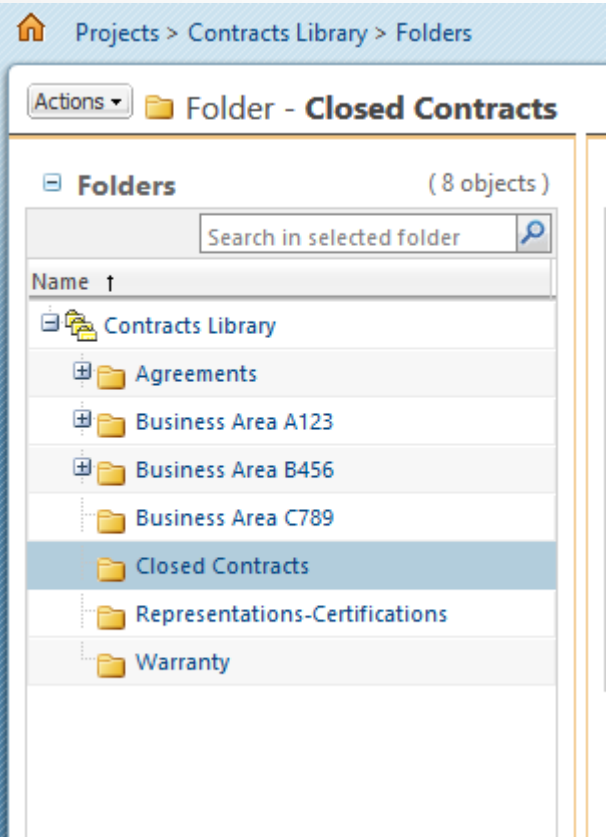 Projects > Contracts Library > Folders
Actions Folder - Closed Contracts
Folders ( 8 objects )
Search in selected folder
Name ↑
Contracts Library
Agreements
Business Area A123
Business Area B456
Business Area C789
Closed Contracts
Representations-Certifications
Warranty